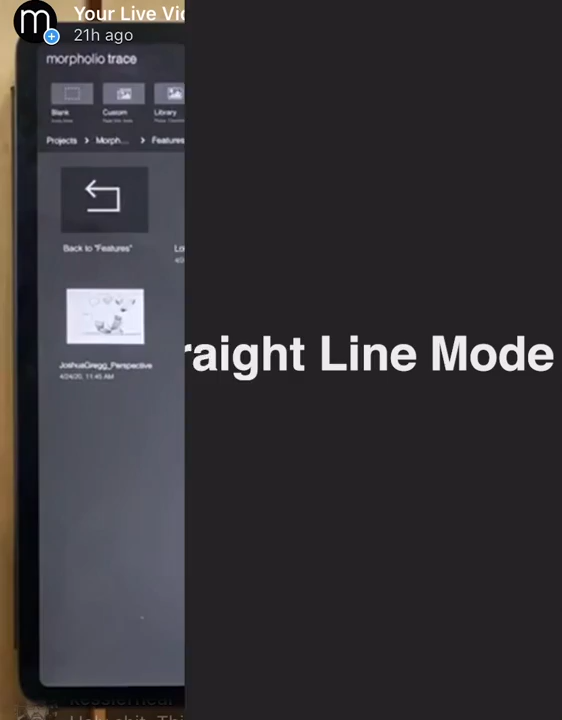 m Your Live Vi
21h ago
morpholio trace
Blank
Custom
Library
Projects > Morph... > Features
Back to "Features"
Lo
JoshuaGregg_Perspective
4/24/20, 11:45 AM
raight Line Mode